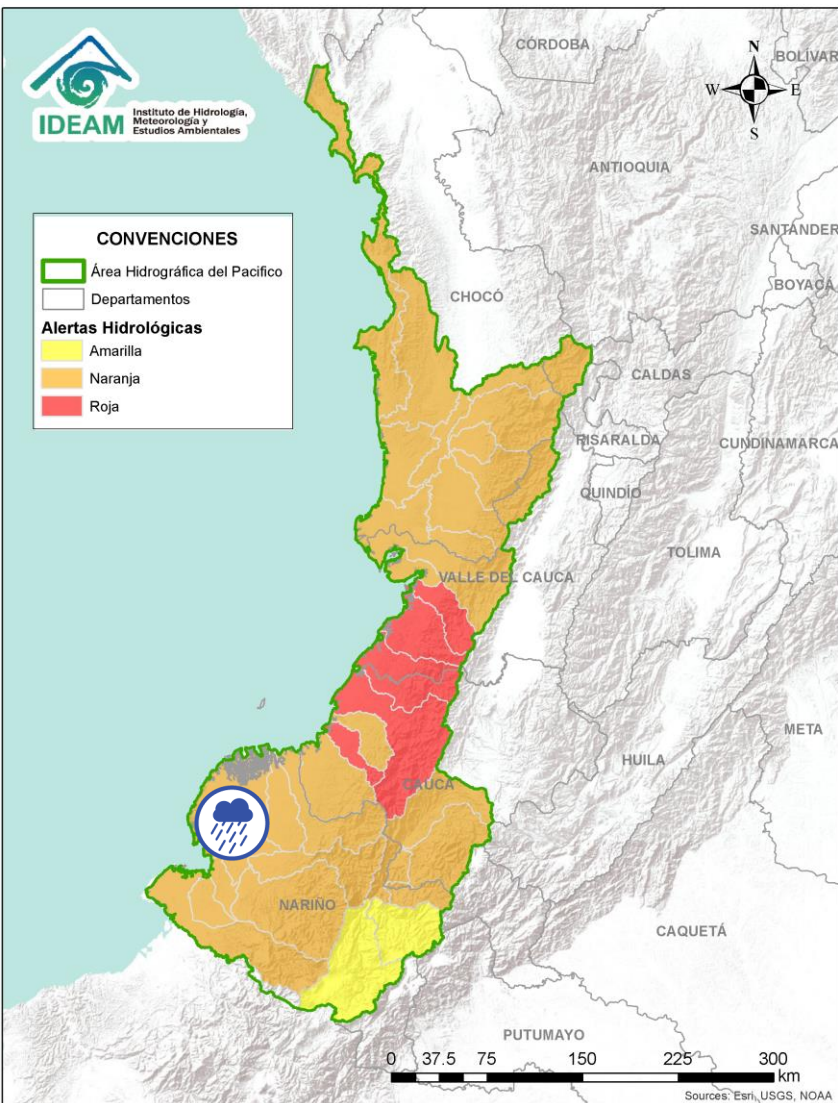 IDEAM
Instituto de Hidrología,
Meteorología y
Estudios Ambientales
N
W
E
S
CÓRDOBA
BOLÍVAR
ANTIOQUIA
SANTANDER
BOYACÁ
CHOCÓ
CALDAS
RISARALDA
CUNDINAMARCA
QUINDÍO
TOLIMA
VALLE DEL CAUCA
META
HUILA
CAUCA
NARIÑO
CAQUETÁ
PUTUMAYO
CONVENCIONES
Área Hidrográfica del Pacifico
Departamentos
Alertas Hidrológicas
Amarilla
Naranja
Roja
0 37.5 75 150 225 300
km
Sources: Esri, USGS, NOAA